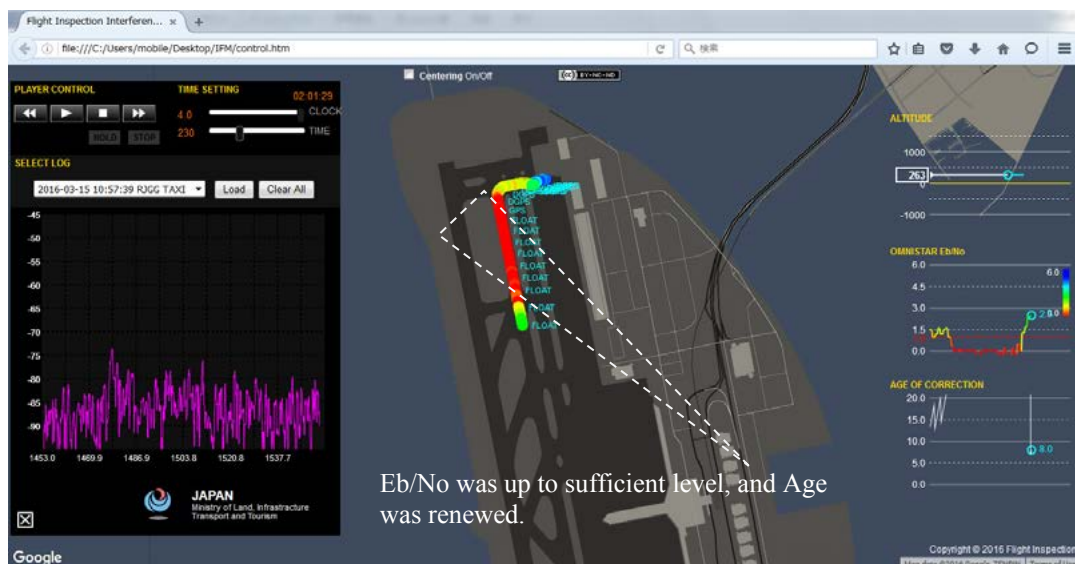 Flight Inspection Interferen... × +
file:///C:/Users/mobile/Desktop/IFM/control.htm
検索
Centering On/Off
BY-NC-ND
PLAYER CONTROL
TIME SETTING
02:01:29
4.0 CLOCK
HOLD STOP 230 TIME
SELECT LOG
2016-03-15 10:57:39 RJGG TAXI Load Clear All
-45
-50
-55
-60
-65
-70
-75
-80
-85
-90
1453.0 1469.9 1486.9 1503.8 1520.8 1537.7
JAPAN
Ministry of Land, Infrastructure
Transport and Tourism
Google
DGPS
GPS
FLOAT
FLOAT
FLOAT
FLOAT
FLOAT
FLOAT
FLOAT
FLOAT
FLOAT
Eb/No was up to sufficient level, and Age
was renewed.
ALTITUDE
1000
263
0
-1000
OMNISTAR Eb/No
6.0
6.0
4.5
3.0
1.5
0.0
AGE OF CORRECTION
20.0
15.0
10.0
8.0
5.0
0.0
Copyright © 2016 Flight Inspection